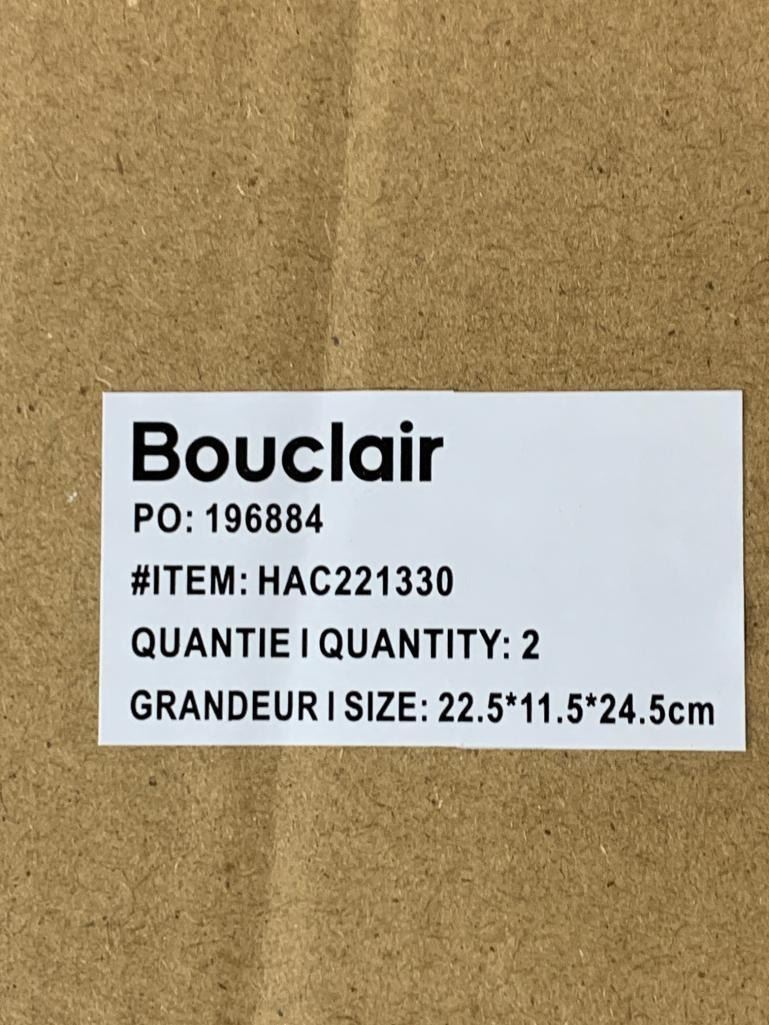 Bouclair
PO: 196884
#ITEM: HAC221330
QUANTIE I QUANTITY: 2
GRANDEUR I SIZE: 22.5*11.5*24.5cm